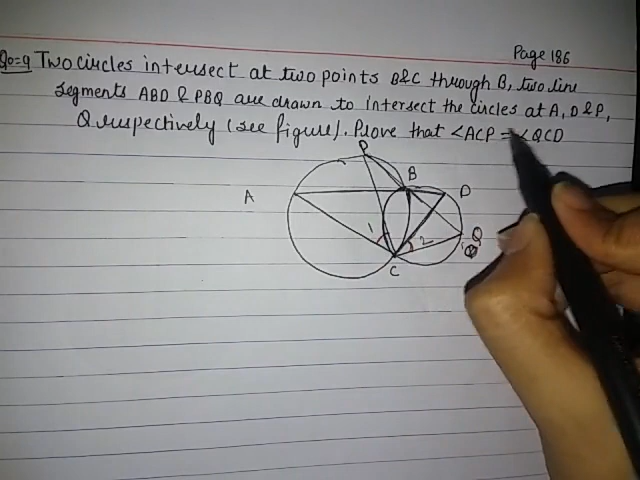 Page 186
Qo=9 Two circles intersect at two points B&C through B, two line
segments ABD & PBQ are drawn to intersect the circles at A, D & P,
Q respectively (see figure). Prove that ∠ACP = ∠QCD
P
B
A
D
1
2
Q
C